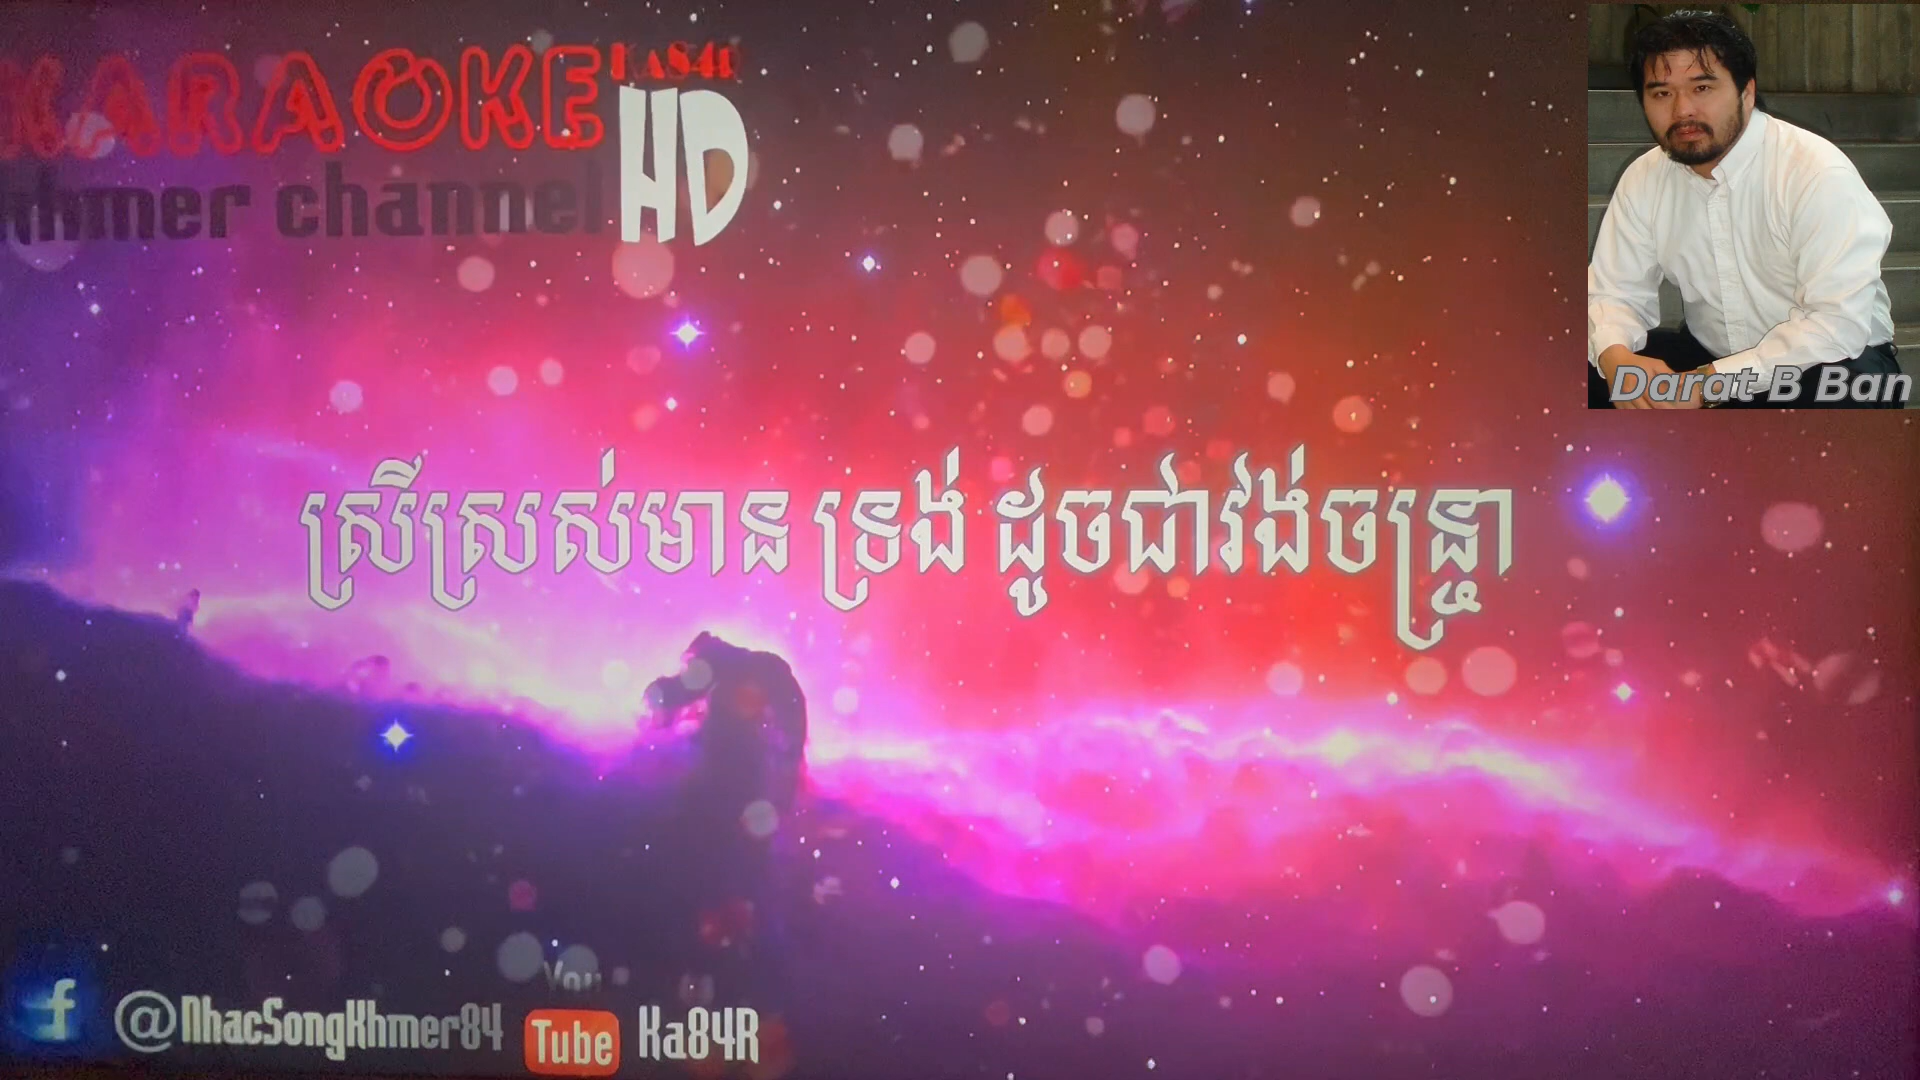 KARAOKE
KA84R
HD
khmer channel
Darat B Ban
ស្រីស្រស់មាន ទ្រង់ ដូចជាវង់ចន្ទ្រា
@NhacSongKhmer84
You
Tube
Ka84R